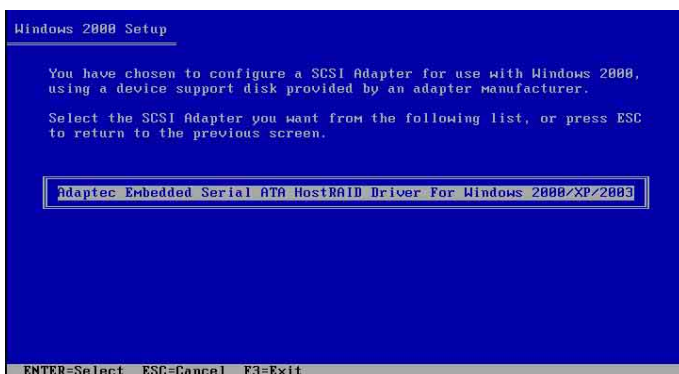 Windows 2000 Setup
You have chosen to configure a SCSI Adapter for use with Windows 2000,
using a device support disk provided by an adapter manufacturer.
Select the SCSI Adapter you want from the following list, or press ESC
to return to the previous screen.
Adaptec Embedded Serial ATA HostRAID Driver For Windows 2000/XP/2003
ENTER=Select ESC=Cancel F3=Exit